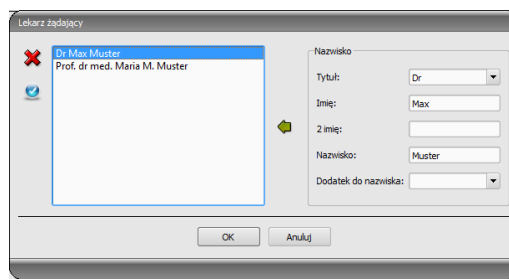 Lekarz żądający
Dr Max Muster
Prof. dr med. Maria M. Muster
Nazwisko
Tytuł: Dr
Imię: Max
2 imię:
Nazwisko: Muster
Dodatek do nazwiska:
OK Anuluj